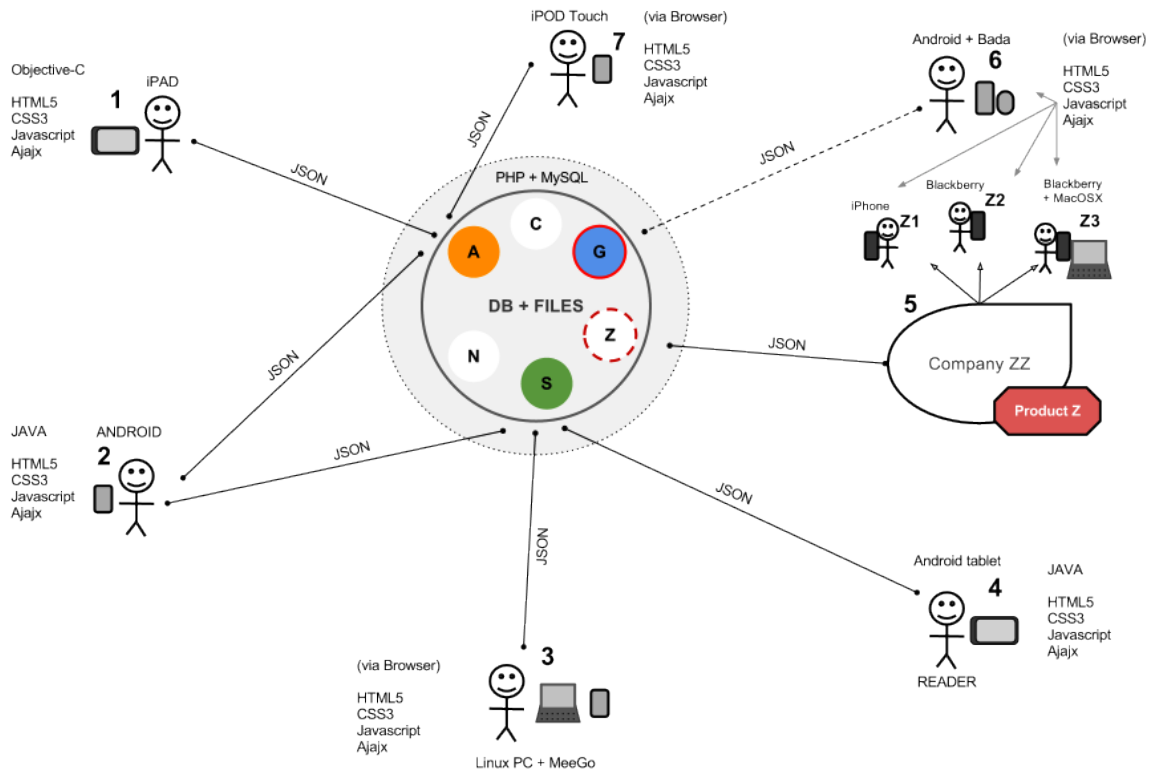 iPOD Touch
(via Browser)
7
HTML5
CSS3
Javascript
Ajajx
Android + Bada
(via Browser)
6
HTML5
CSS3
Javascript
Ajajx
Objective-C
iPAD
1
HTML5
CSS3
Javascript
Ajajx
JSON
JSON
JSON
PHP + MySQL
C
A
G
DB + FILES
Z
N
S
iPhone
Z1
Blackberry
Z2
Blackberry
+ MacOSX
Z3
5
JSON
Company ZZ
Product Z
JSON
JAVA
ANDROID
2
HTML5
CSS3
Javascript
Ajajx
JSON
JSON
JSON
Android tablet
4
JAVA
HTML5
CSS3
Javascript
Ajajx
READER
(via Browser)
3
HTML5
CSS3
Javascript
Ajajx
Linux PC + MeeGo